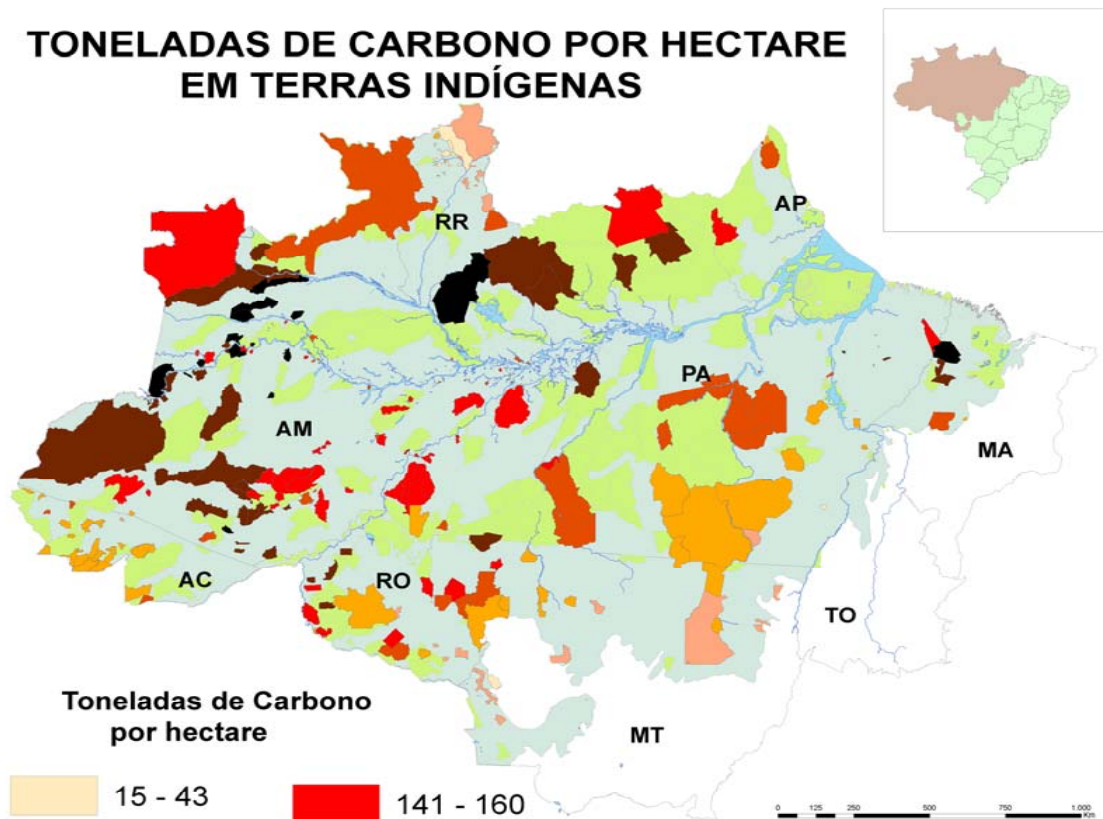 TONELADAS DE CARBONO POR HECTARE
EM TERRAS INDÍGENAS
RR
AP
PA
AM
MA
AC
RO
TO
MT
Toneladas de Carbono
por hectare
15 - 43
141 - 160
0 125 250 500 750 1.000
Km